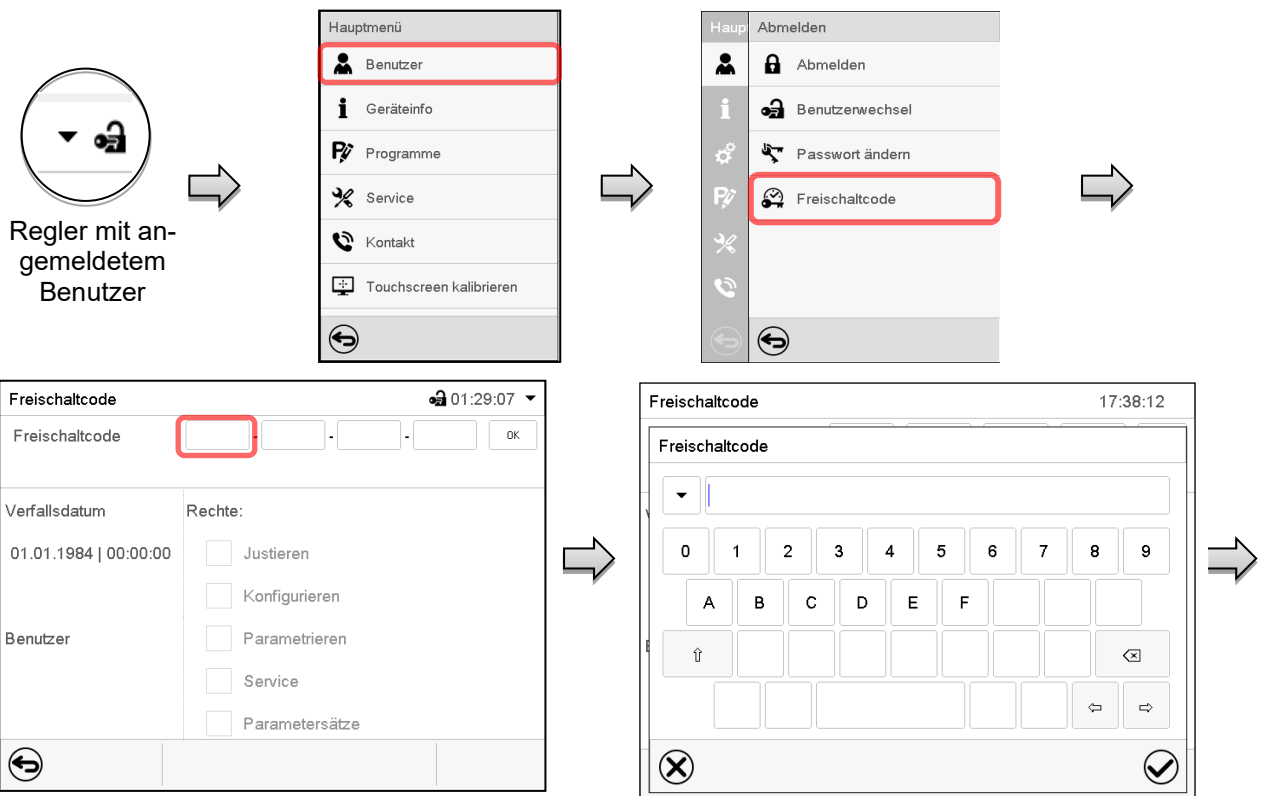 Regler mit an-
gemeldetem
Benutzer
Hauptmenü
Benutzer
Geräteinfo
Programme
Service
Kontakt
Touchscreen kalibrieren
Haup
Abmelden
Abmelden
Benutzerwechsel
Passwort ändern
Freischaltcode
Freischaltcode 01:29:07
Freischaltcode - - - OK
Verfallsdatum Rechte:
01.01.1984 | 00:00:00 Justieren
Konfigurieren
Benutzer Parametrieren
Service
Parametersätze
Freischaltcode 17:38:12
Freischaltcode
0 1 2 3 4 5 6 7 8 9
A B C D E F